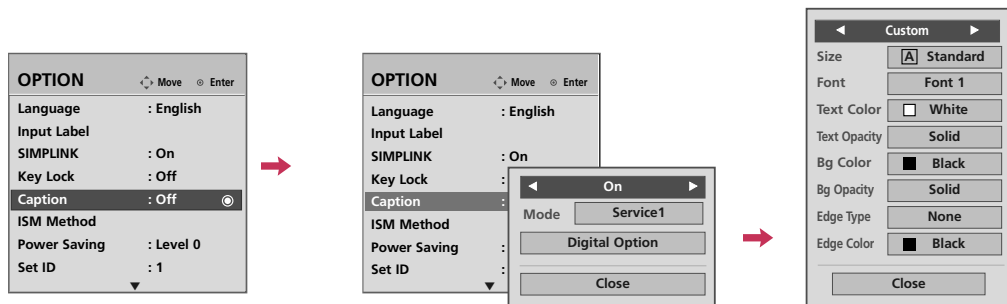 OPTION Move Enter
Language : English
Input Label
SIMPLINK : On
Key Lock : Off
Caption : Off
ISM Method
Power Saving : Level 0
Set ID : 1
OPTION Move Enter
Language : English
Input Label
SIMPLINK : On
Key Lock :
Caption :
ISM Method
Power Saving :
Set ID :
On
Mode Service1
Digital Option
Close
Custom
Size A Standard
Font Font 1
Text Color White
Text Opacity Solid
Bg Color Black
Bg Opacity Solid
Edge Type None
Edge Color Black
Close